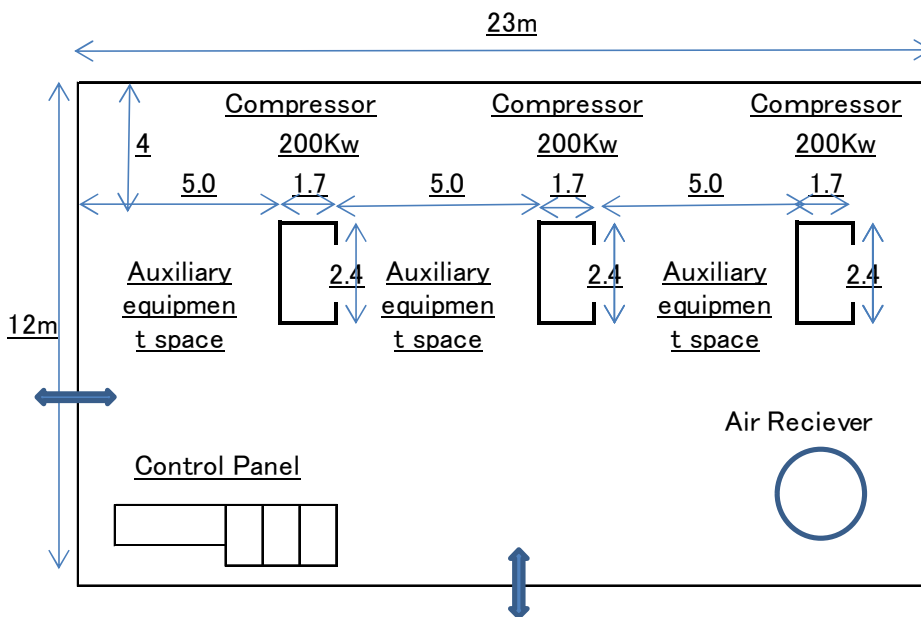 23m
Compressor
200Kw
Compressor
200Kw
Compressor
200Kw
4
5.0
1.7
5.0
1.7
5.0
1.7
2.4
2.4
2.4
Auxiliary
equipmen
t space
Auxiliary
equipmen
t space
Auxiliary
equipmen
t space
12m
Air Reciever
Control Panel